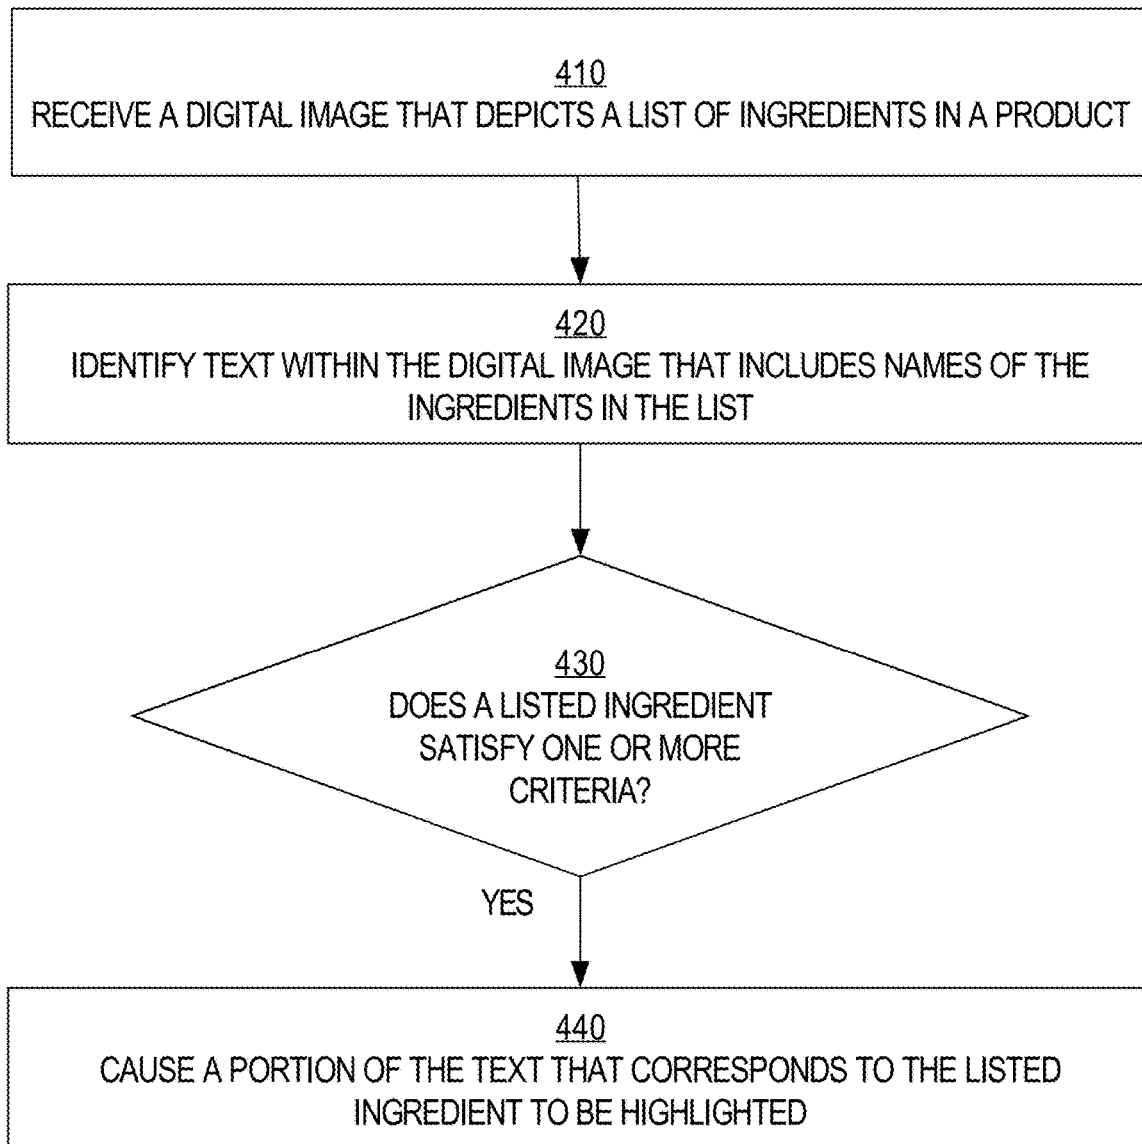 410
RECEIVE A DIGITAL IMAGE THAT DEPICTS A LIST OF INGREDIENTS IN A PRODUCT
420
IDENTIFY TEXT WITHIN THE DIGITAL IMAGE THAT INCLUDES NAMES OF THE
INGREDIENTS IN THE LIST
430
DOES A LISTED INGREDIENT
SATISFY ONE OR MORE
CRITERIA?
YES
440
CAUSE A PORTION OF THE TEXT THAT CORRESPONDS TO THE LISTED
INGREDIENT TO BE HIGHLIGHTED